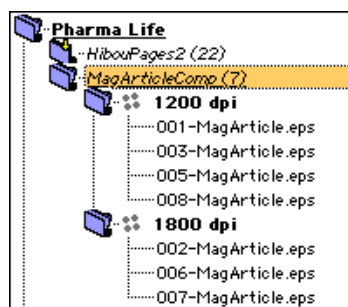 Pharma Life
HibouPages2 (22)
MagArticleComp (7)
1200 dpi
001-MagArticle.eps
003-MagArticle.eps
005-MagArticle.eps
008-MagArticle.eps
1800 dpi
002-MagArticle.eps
006-MagArticle.eps
007-MagArticle.eps